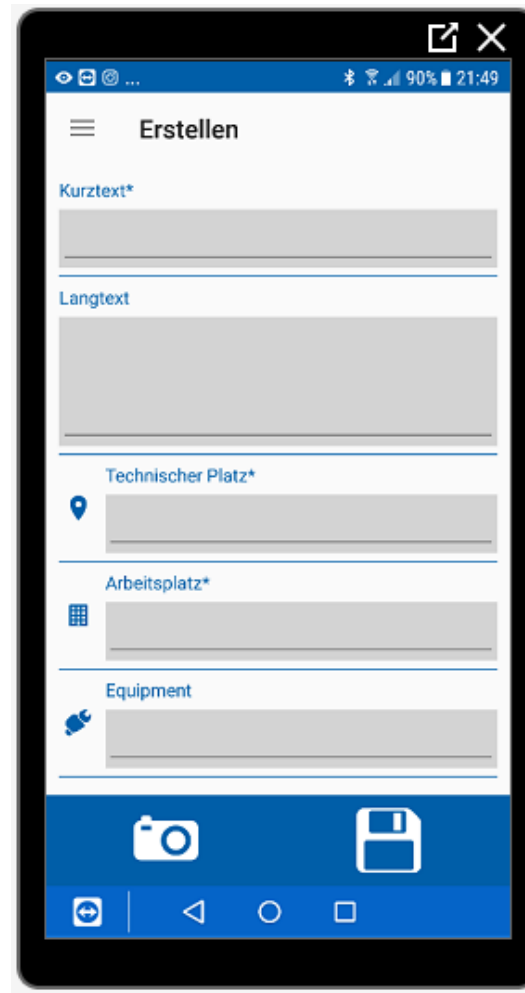 ... 90% 21:49
Erstellen
Kurztext*
Langtext
Technischer Platz*
Arbeitsplatz*
Equipment